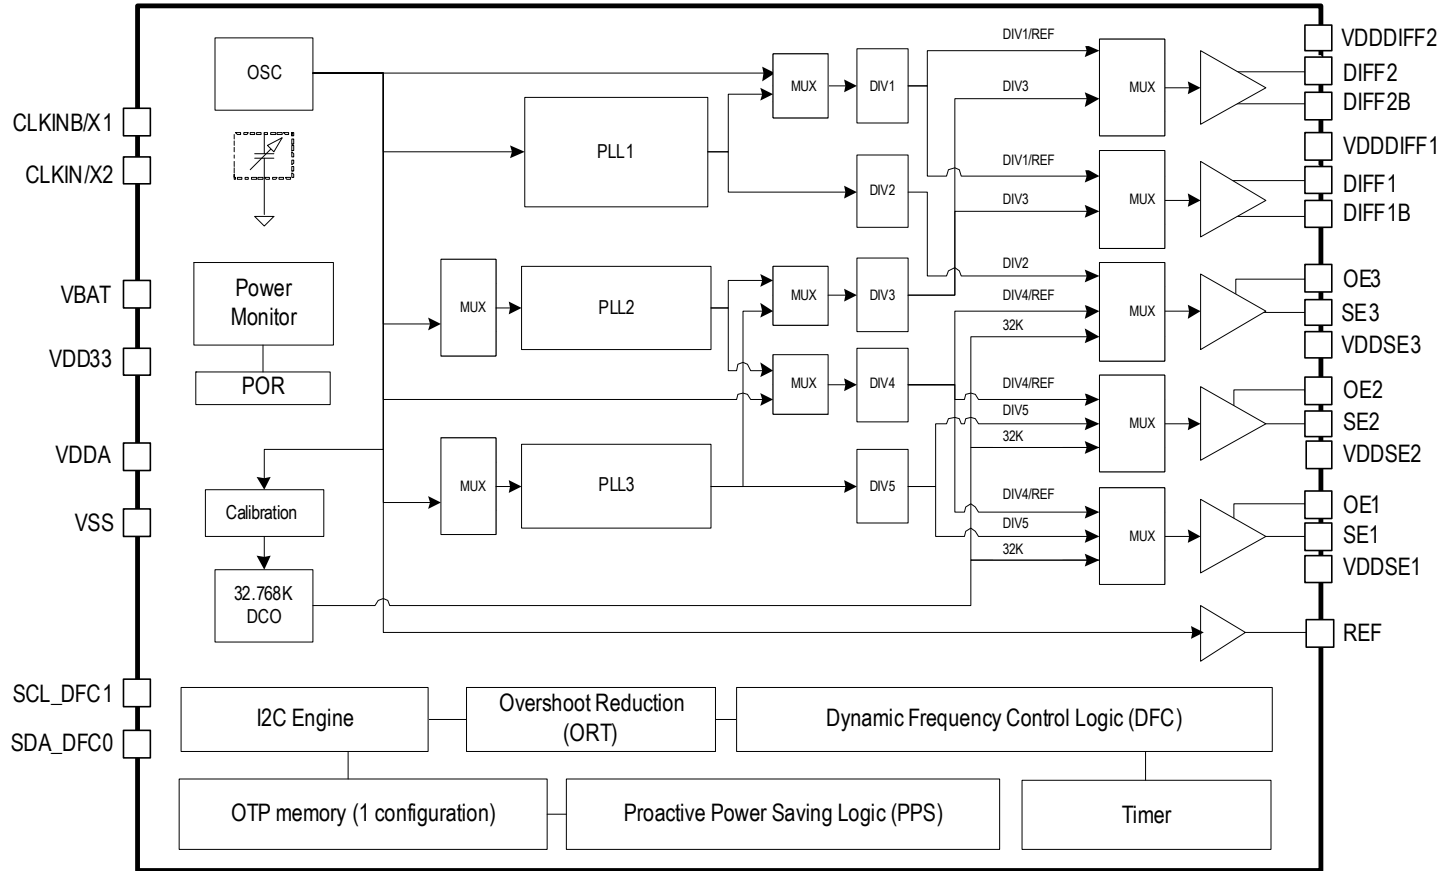 VDDDIFF2
DIV1/REF
OSC
DIFF2
MUX
DIV1
DIV3
MUX
DIFF2B
CLKINB/X1
VDDDIFF1
PLL1
CLKIN/X2
DIV1/REF
DIFF1
DIV2
DIV3
MUX
DIFF1B
DIV2
OE3
Power
Monitor
VBAT
MUX
PLL2
MUX
DIV3
DIV4/REF
MUX
SE3
32K
VDD33
VDDSE3
POR
MUX
DIV4
DIV4/REF
OE2
DIV5
MUX
SE2
32K
VDDA
VDDSE2
MUX
PLL3
DIV5
DIV4/REF
OE1
VSS
Calibration
DIV5
MUX
SE1
32K
VDDSE1
32.768K
DCO
REF
SCL_DFC1
I2C Engine
Overshoot Reduction
(ORT)
Dynamic Frequency Control Logic (DFC)
SDA_DFC0
OTP memory (1 configuration)
Proactive Power Saving Logic (PPS)
Timer